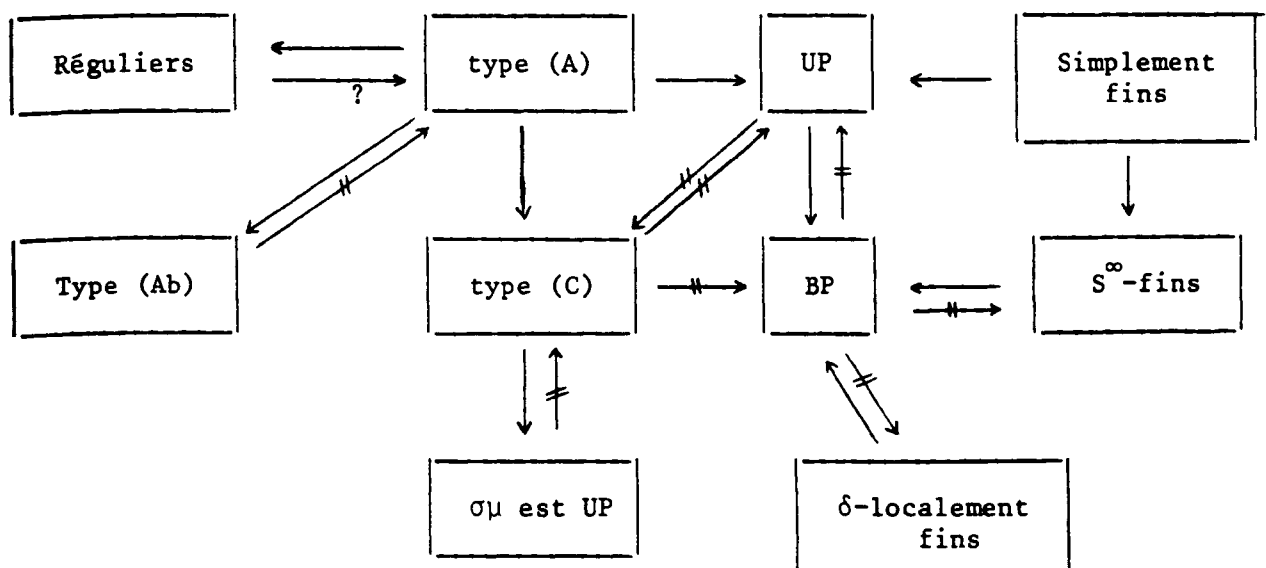 Réguliers
?
type (A)
UP
Simplement
fins
Type (Ab)
type (C)
BP
S^∞-fins
σμ est UP
δ-localement
fins